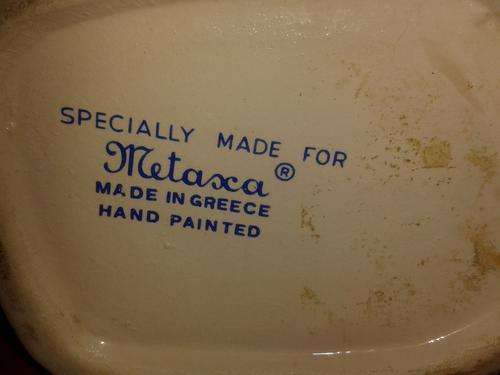 SPECIALLY MADE FOR
Metaxa®
MADE IN GREECE
HAND PAINTED